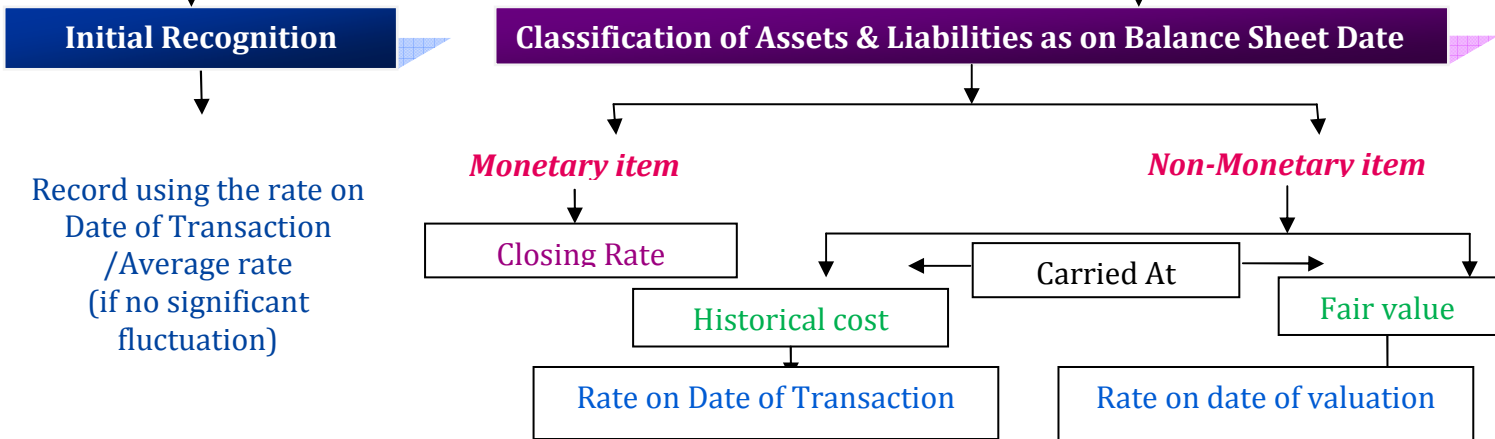 Initial Recognition
Classification of Assets & Liabilities as on Balance Sheet Date
Record using the rate on
Date of Transaction
/Average rate
(if no significant
fluctuation)
Monetary item
Non-Monetary item
Closing Rate
Carried At
Historical cost
Fair value
Rate on Date of Transaction
Rate on date of valuation